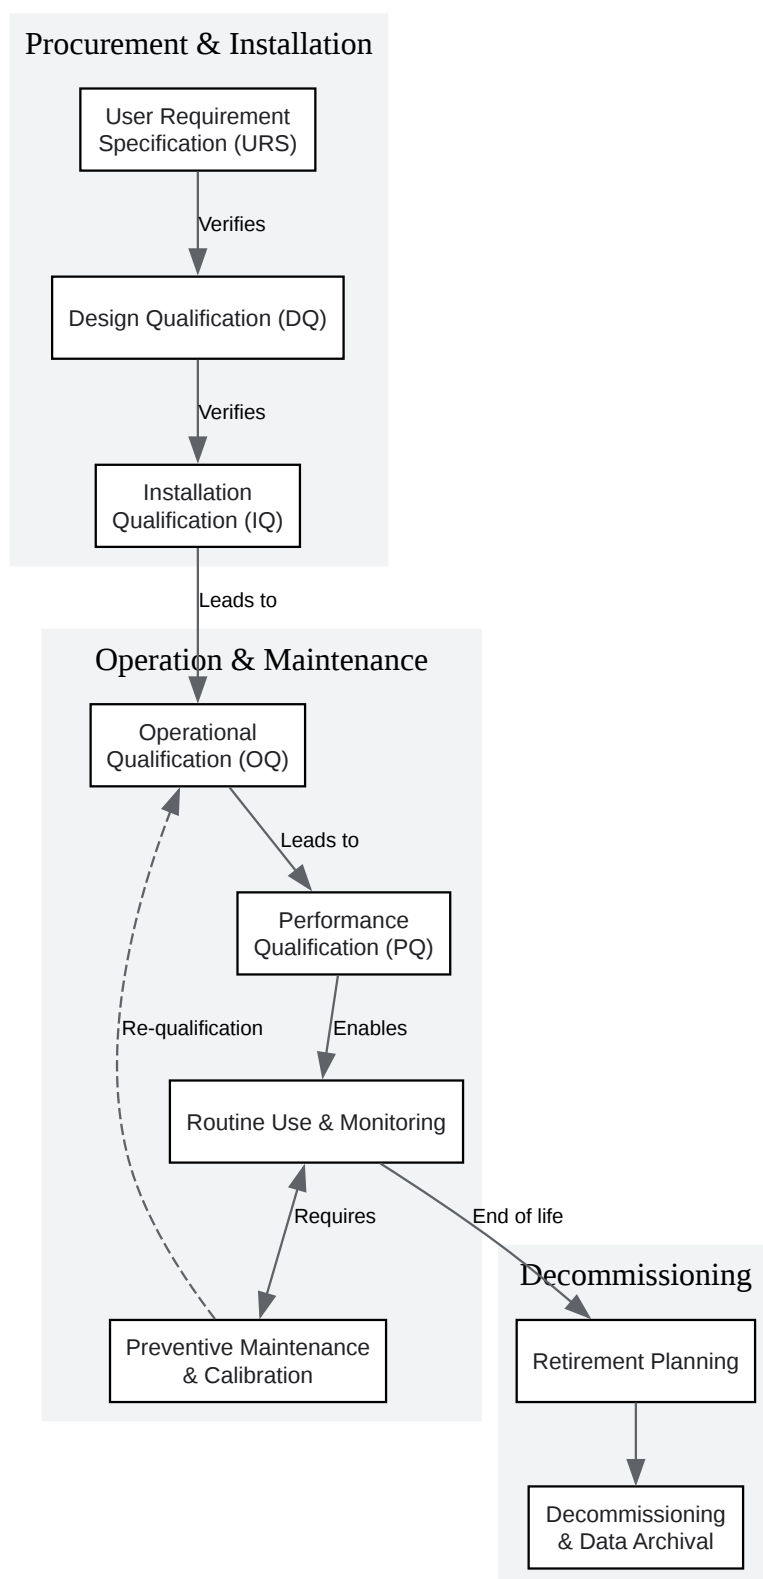 Procurement & Installation
User Requirement
Specification (URS)
Verifies
Design Qualification (DQ)
Verifies
Installation
Qualification (IQ)
Leads to
Operation & Maintenance
Operational
Qualification (OQ)
Leads to
Performance
Qualification (PQ)
Re-qualification
Enables
Routine Use & Monitoring
Requires
End of life
Decommissioning
Preventive Maintenance
& Calibration
Retirement Planning
Decommissioning
& Data Archival